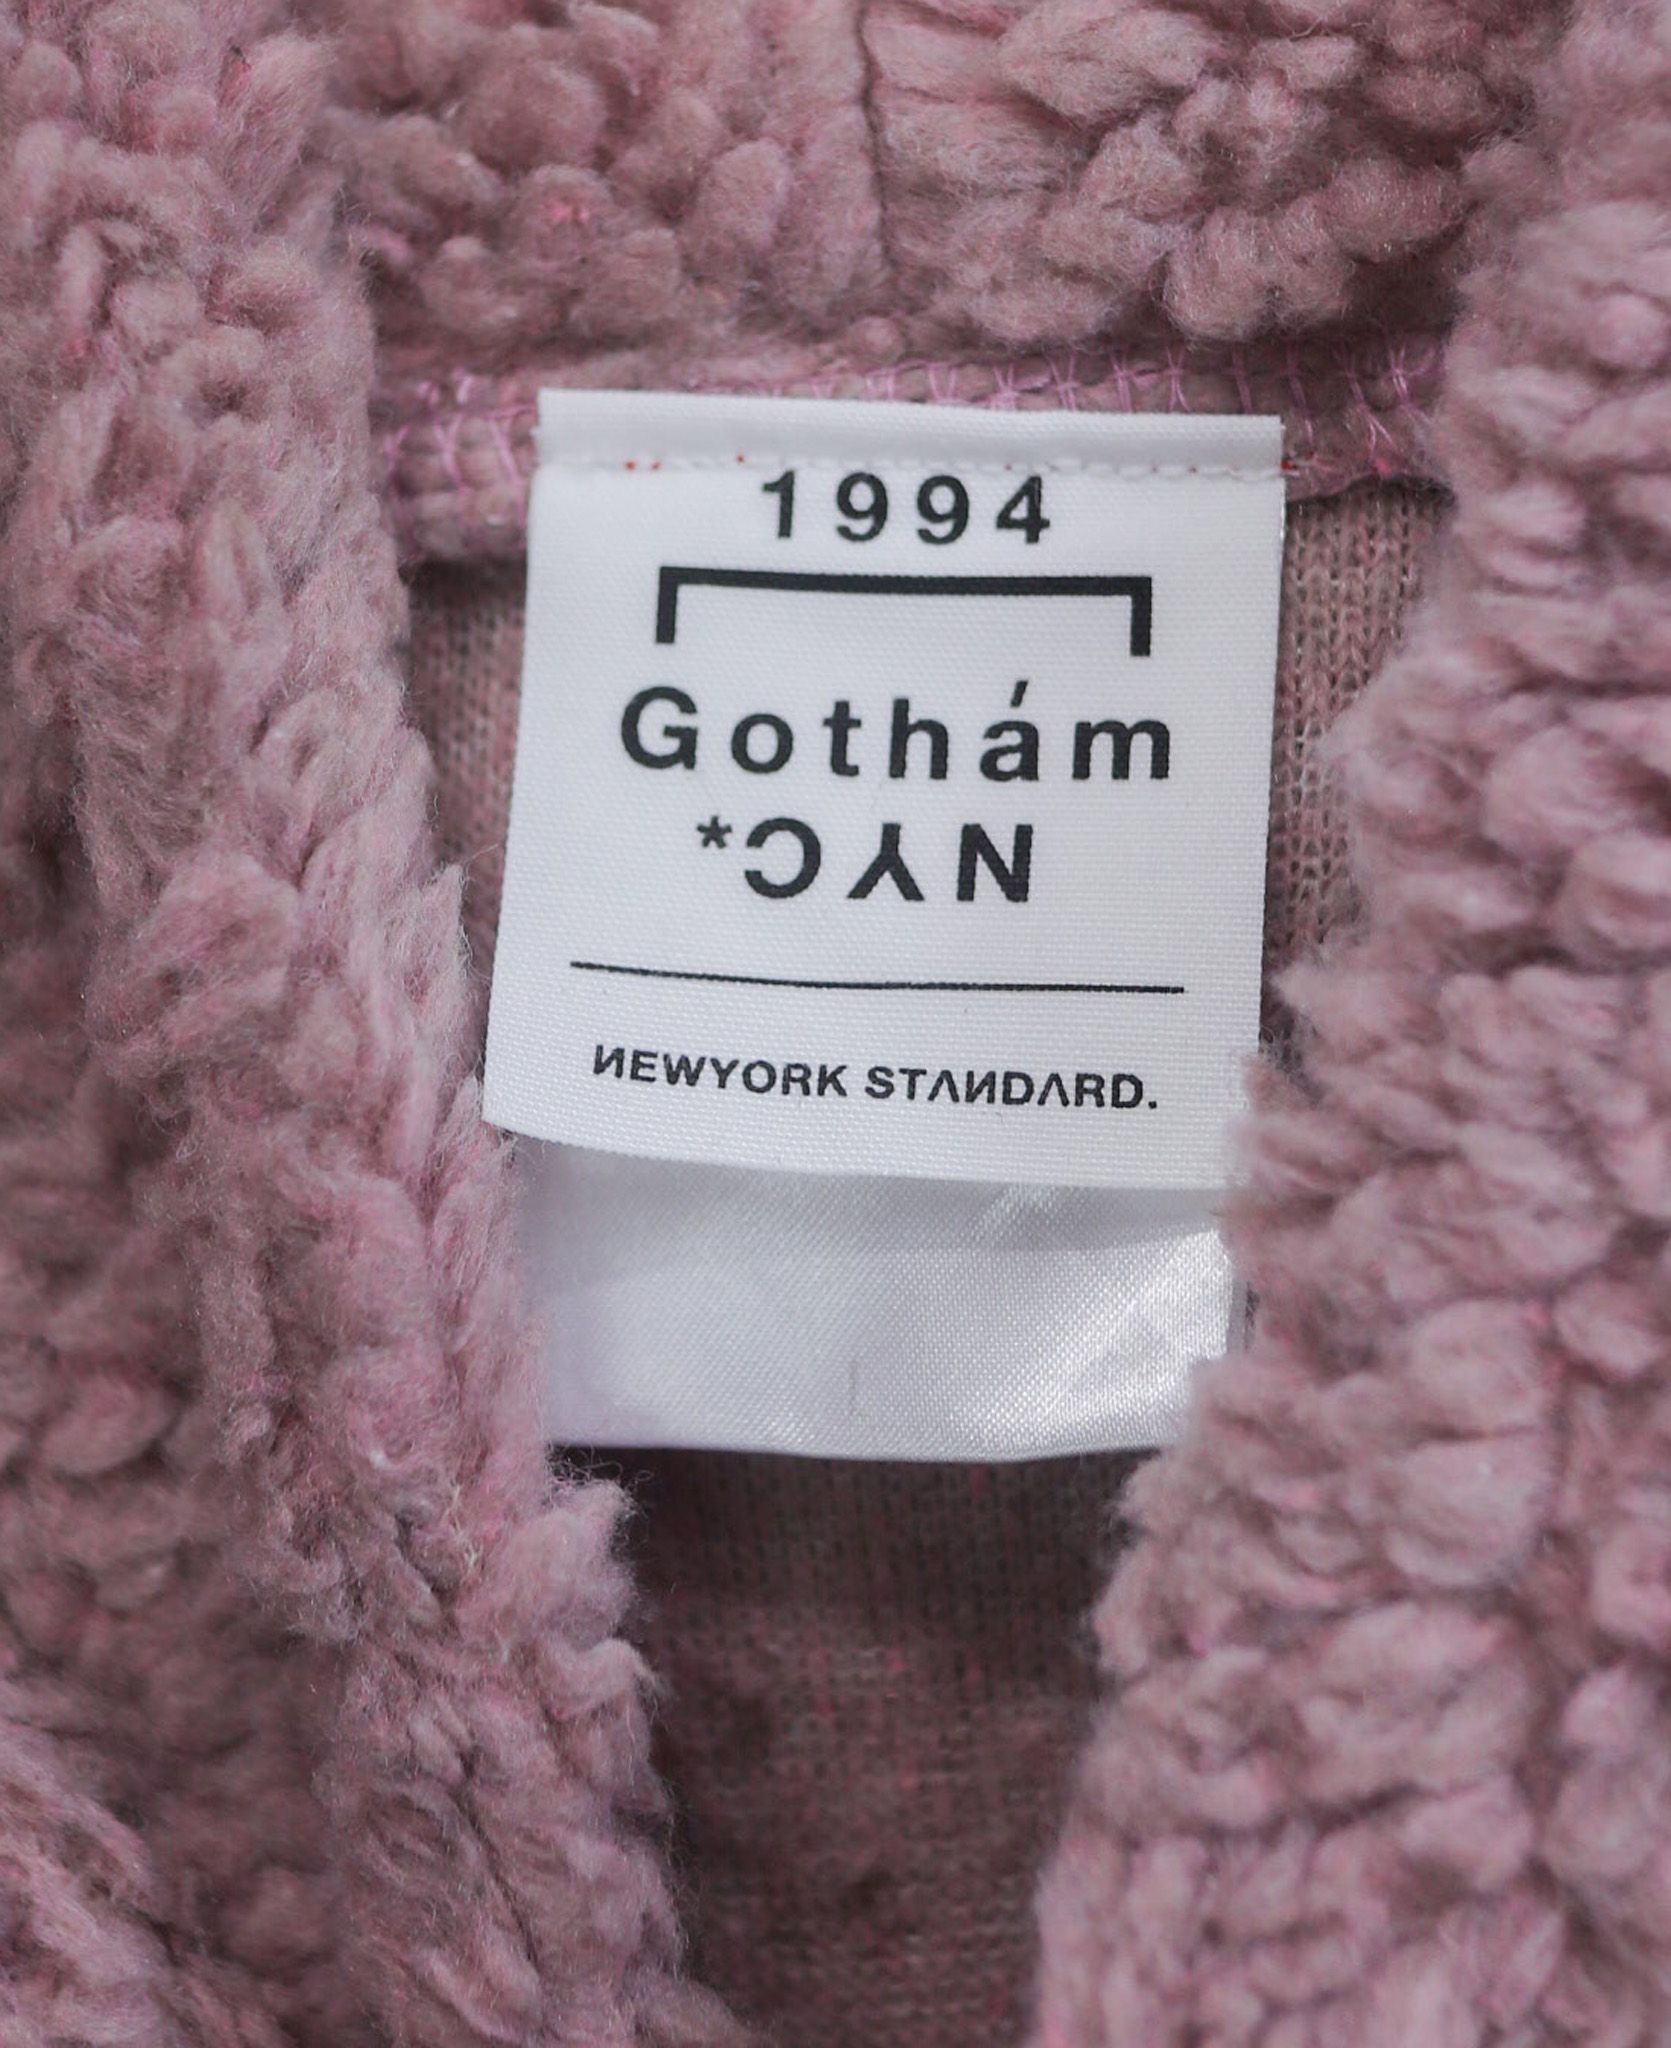 1994
Gothám
NYC*
NEWYORK STANDARD.